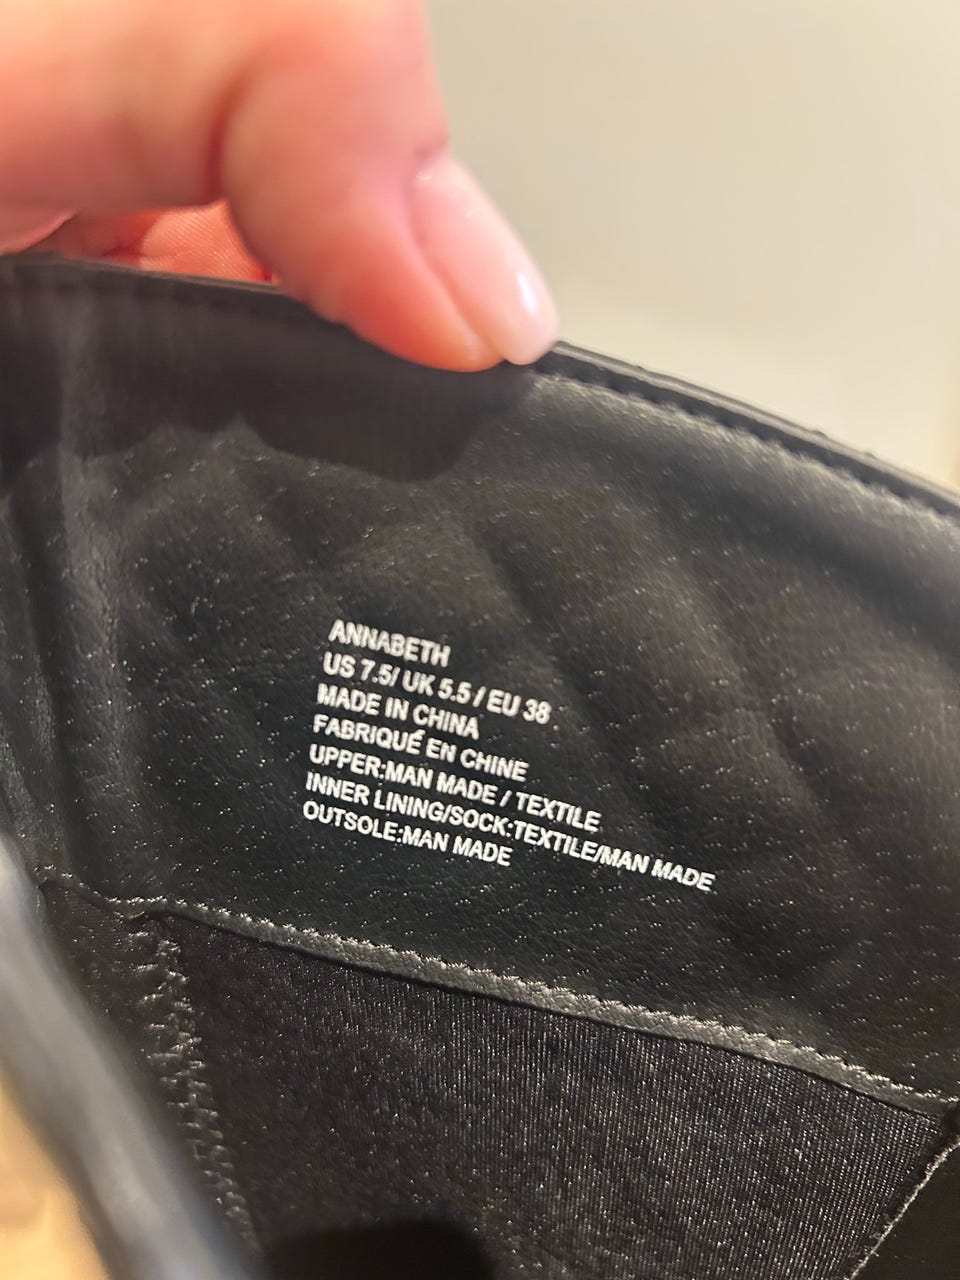 ANNABETH
US 7.5/ UK 5.5 / EU 38
MADE IN CHINA
FABRIQUÉ EN CHINE
UPPER:MAN MADE / TEXTILE
INNER LINING/SOCK:TEXTILE/MAN MADE
OUTSOLE:MAN MADE